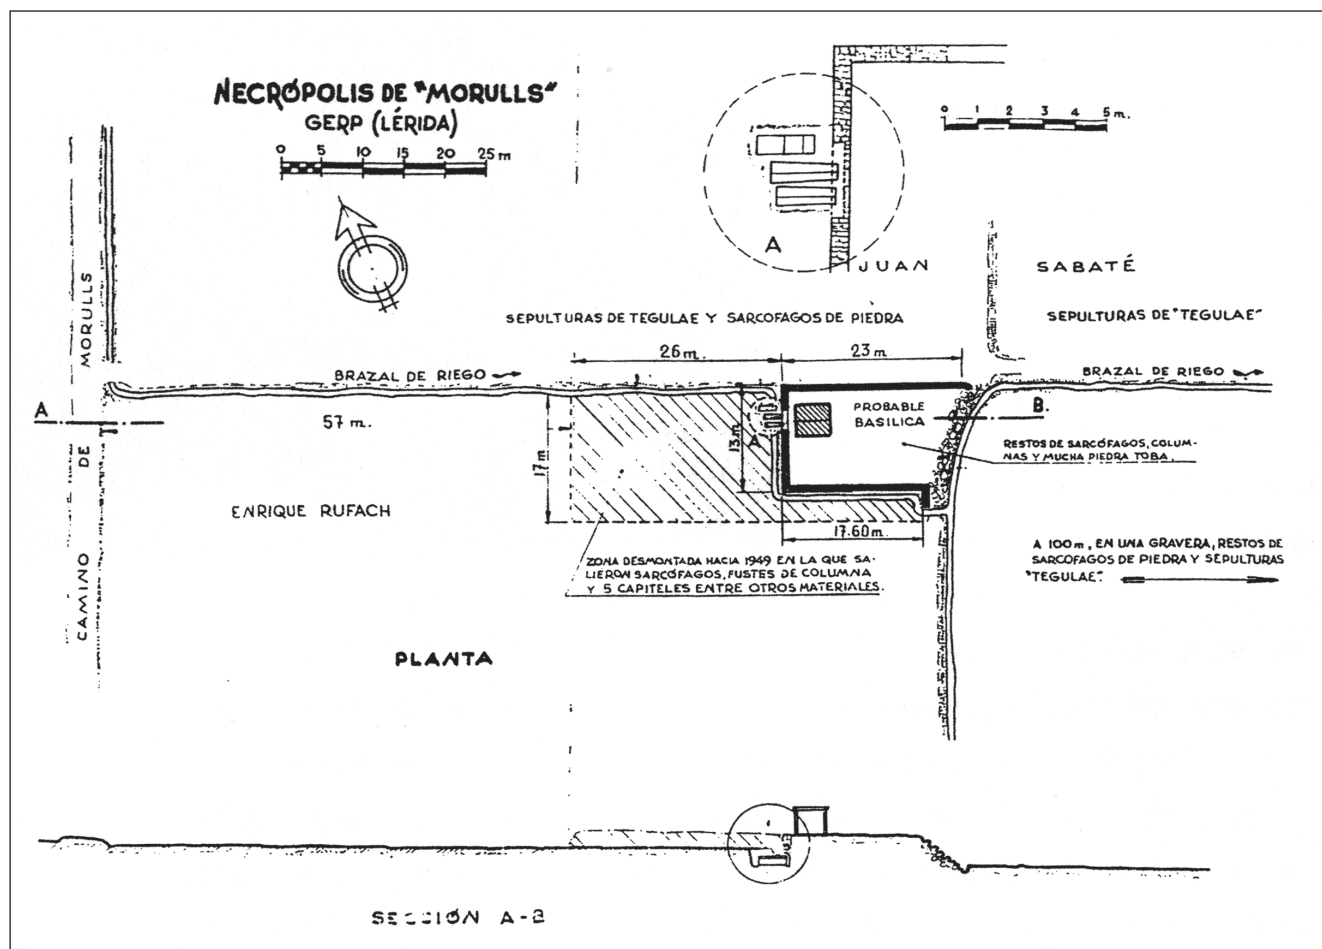 NECRÓPOLIS DE "MORULLS"
GERP (LÉRIDA)
0 5 10 15 20 25 m
0 1 2 3 4 5 m.
A
JUAN SABATÉ
SEPULTURAS DE TEGULAE Y SARCOFAGOS DE PIEDRA
SEPULTURAS DE "TEGULAE"
26 m. 23 m
BRAZAL DE RIEGO
BRAZAL DE RIEGO
CAMINO DE MORULLS
A
57 m.
17 m
13 m
A
PROBABLE
BASILICA
B.
RESTOS DE SARCÓFAGOS, COLUM-
NAS Y MUCHA PIEDRA TOBA.
ENRIQUE RUFACH
17.60 m.
ZONA DESMONTADA HACIA 1949 EN LA QUE SA-
LIERON SARCÓFAGOS, FUSTES DE COLUMNA
Y 5 CAPITELES ENTRE OTROS MATERIALES.
A 100 m, EN UNA GRAVERA, RESTOS DE
SARCOFAGOS DE PIEDRA Y SEPULTURAS
"TEGULAE".
PLANTA
SECCIÓN A-B